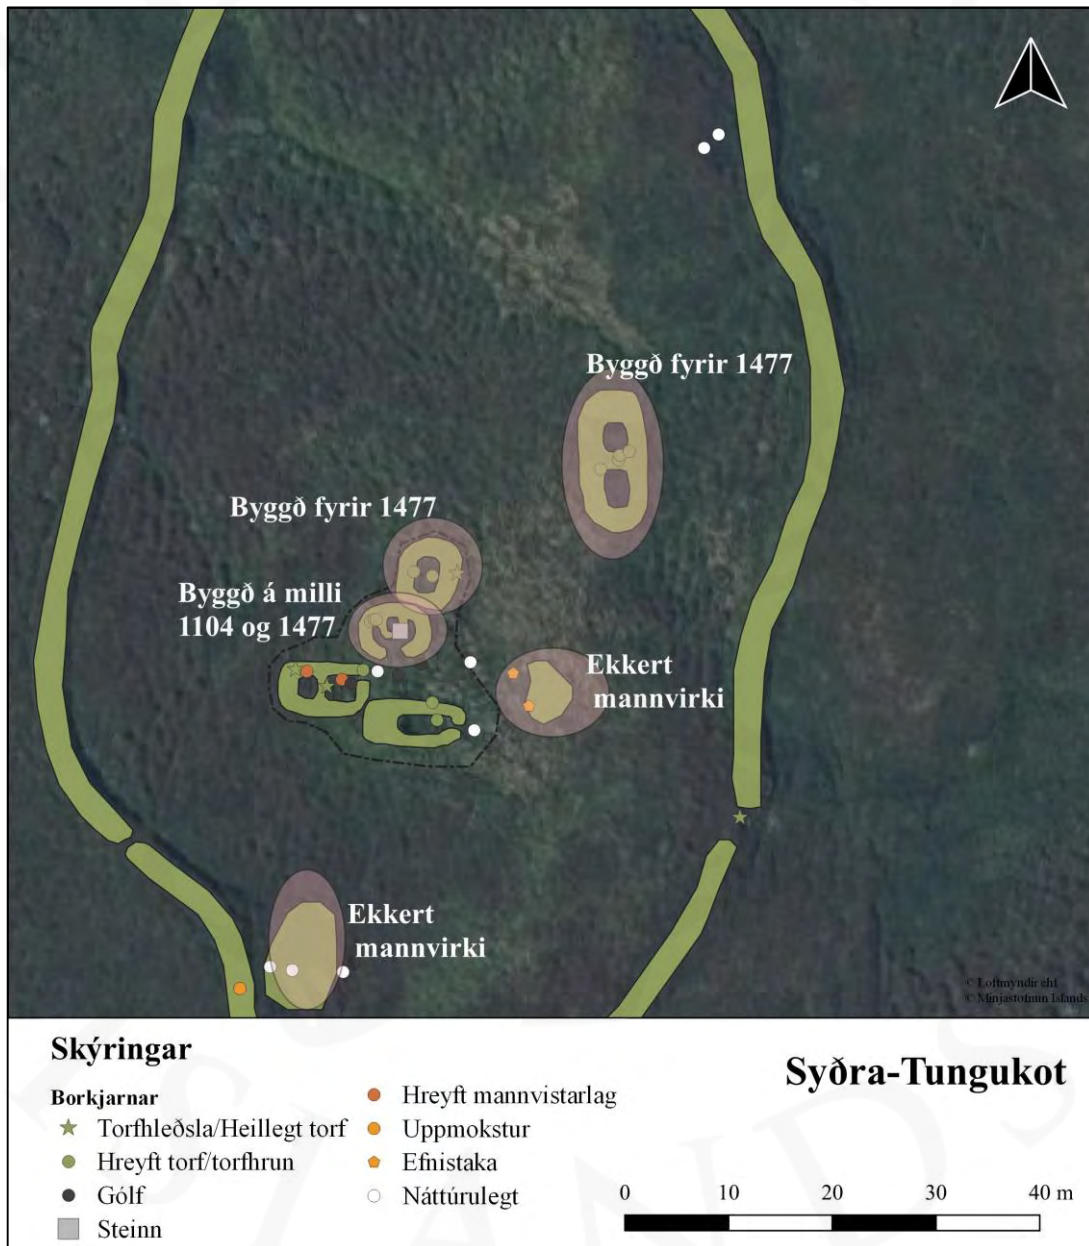 Byggð fyrir 1477
Byggð fyrir 1477
Byggð á milli
1104 og 1477
Ekkert
mannvirki
Ekkert
mannvirki
© Loftmyndir ehf
© Minjastofnun Íslands
Skýringar
Borkjarnar
Torfhleðsla/Heillegt torf
Hreyft torf/torfhrun
Gólf
Steinn
Hreyft mannvistarlag
Uppmokstur
Efnistaka
Náttúrulegt
Syðra-Tungukot
0 10 20 30 40 m